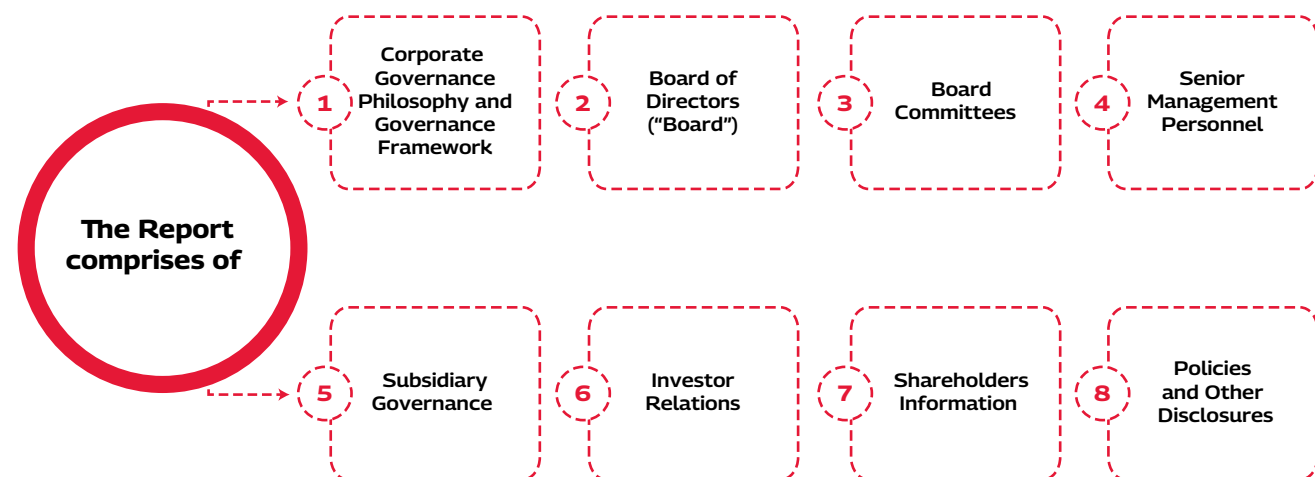 The Report
comprises of
1
Corporate
Governance
Philosophy and
Governance
Framework
2
Board of
Directors
(“Board”)
3
Board
Committees
4
Senior
Management
Personnel
5
Subsidiary
Governance
6
Investor
Relations
7
Shareholders
Information
8
Policies
and Other
Disclosures